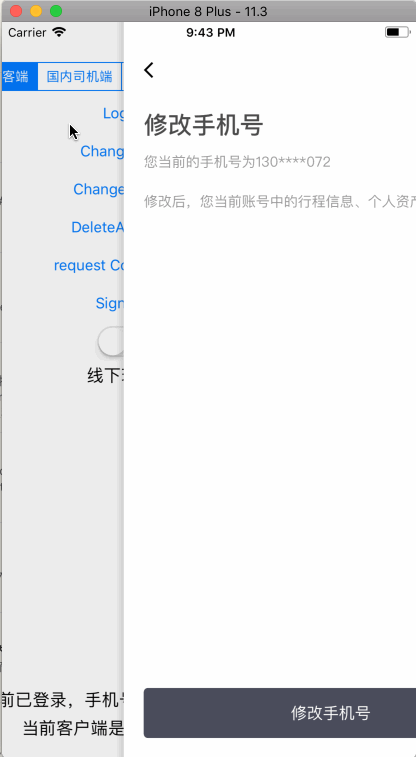 iPhone 8 Plus - 11.3
Carrier 9:43 PM
客端 国内司机端
Log
Chang
Change
DeleteA
request Co
Sign
线下
前已登录，手机号
当前客户端是
修改手机号
您当前的手机号为130****072
修改后，您当前账号中的行程信息、个人资产
修改手机号